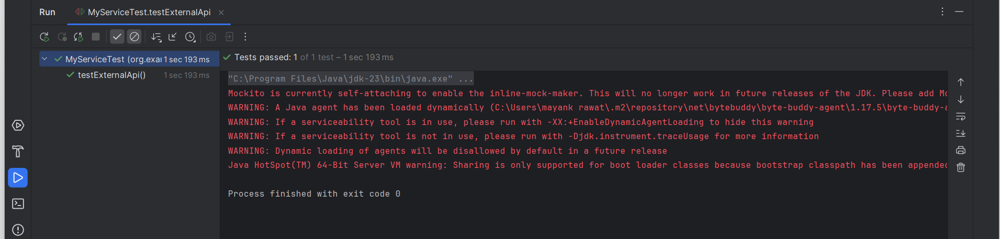 Run MyServiceTest.testExternalApi
MyServiceTest (org.exar 1 sec 193 ms
testExternalApi() 1 sec 193 ms
Tests passed: 1 of 1 test – 1 sec 193 ms
"C:\Program Files\Java\jdk-23\bin\java.exe" ...
Mockito is currently self-attaching to enable the inline-mock-maker. This will no longer work in future releases of the JDK. Please add Mo
WARNING: A Java agent has been loaded dynamically (C:\Users\mayank rawat\.m2\repository\net\bytebuddy\byte-buddy-agent\1.17.5\byte-buddy-a
WARNING: If a serviceability tool is in use, please run with -XX:+EnableDynamicAgentLoading to hide this warning
WARNING: If a serviceability tool is not in use, please run with -Djdk.instrument.traceUsage for more information
WARNING: Dynamic loading of agents will be disallowed by default in a future release
Java HotSpot(TM) 64-Bit Server VM warning: Sharing is only supported for boot loader classes because bootstrap classpath has been appended
Process finished with exit code 0